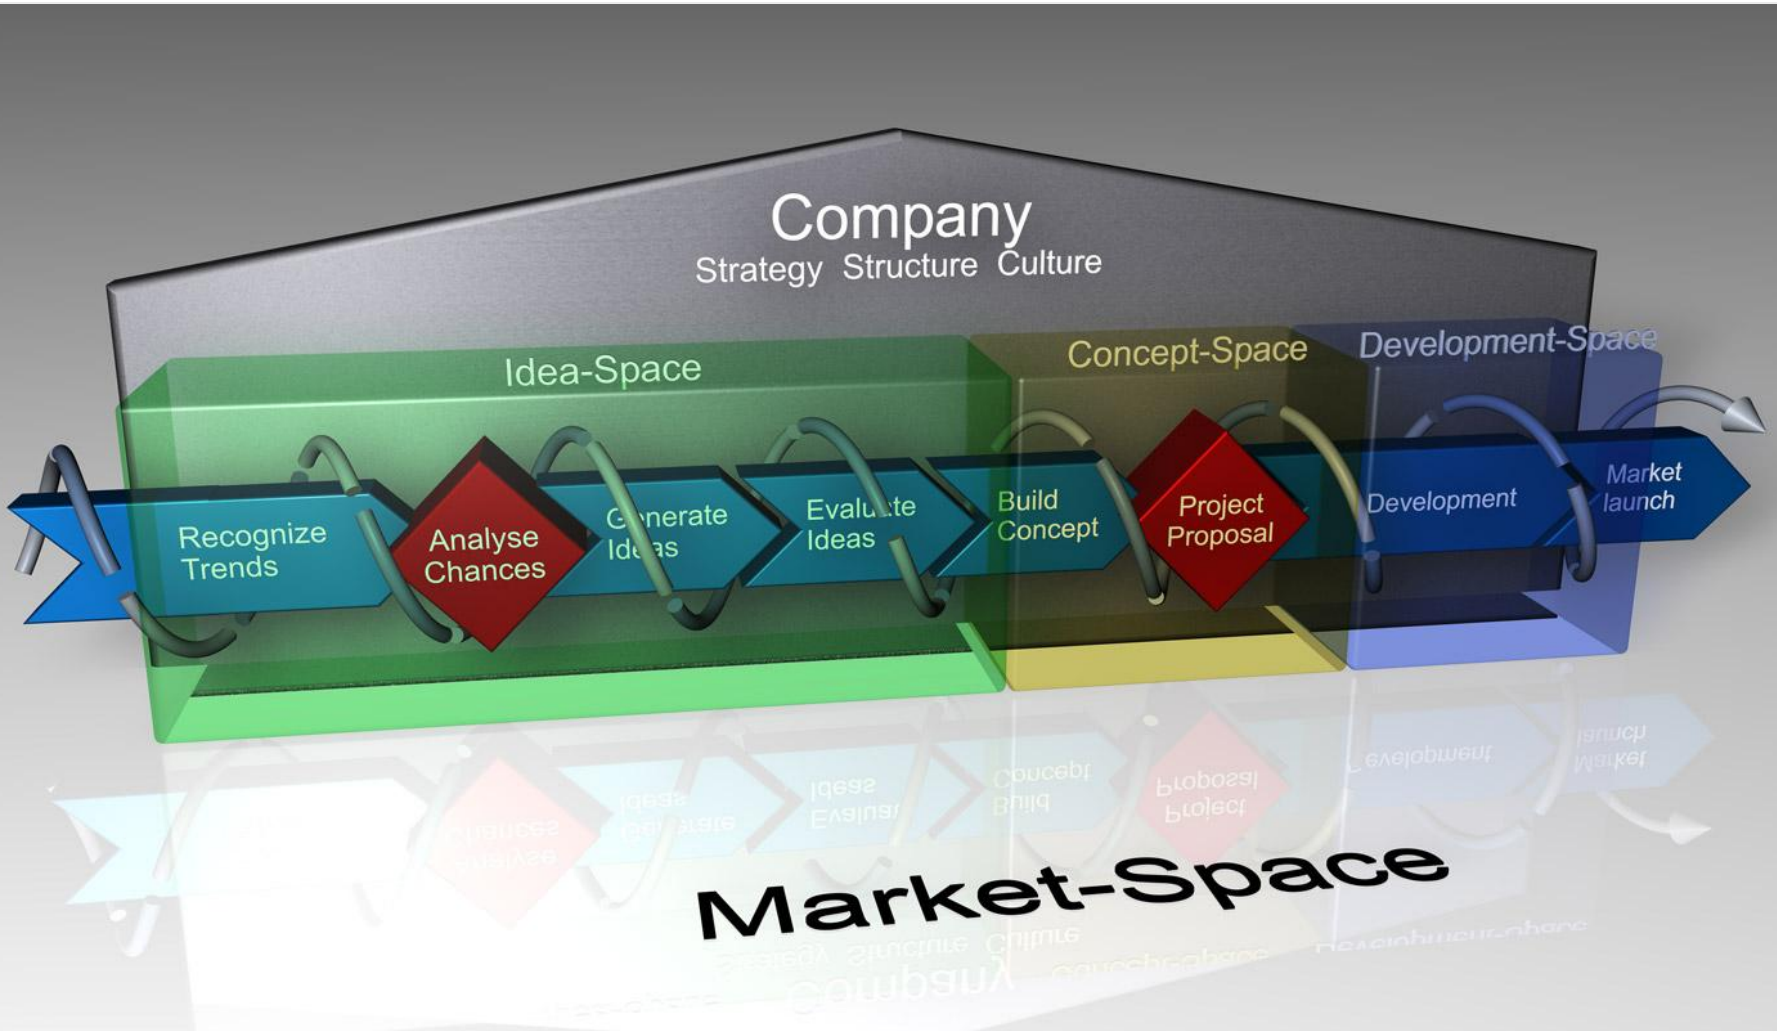 Company
Strategy Structure Culture
Idea-Space
Concept-Space
Development-Space
Recognize
Trends
Analyse
Chances
Generate
Ideas
Evaluate
Ideas
Build
Concept
Project
Proposal
Development
Market
launch
Market-Space